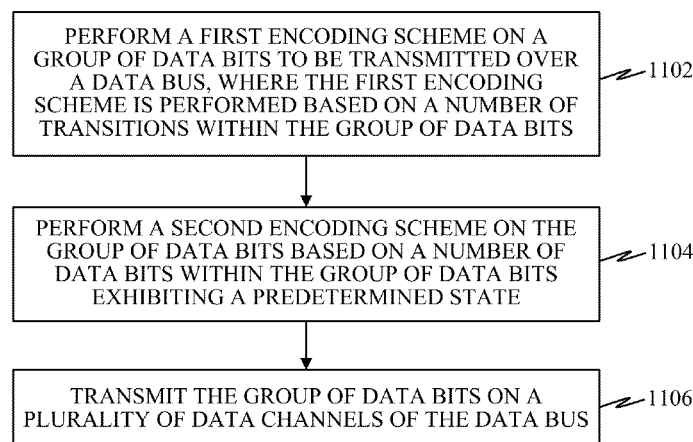 PERFORM A FIRST ENCODING SCHEME ON A
GROUP OF DATA BITS TO BE TRANSMITTED OVER
A DATA BUS, WHERE THE FIRST ENCODING
SCHEME IS PERFORMED BASED ON A NUMBER OF
TRANSITIONS WITHIN THE GROUP OF DATA BITS
1102
PERFORM A SECOND ENCODING SCHEME ON THE
GROUP OF DATA BITS BASED ON A NUMBER OF
DATA BITS WITHIN THE GROUP OF DATA BITS
EXHIBITING A PREDETERMINED STATE
1104
TRANSMIT THE GROUP OF DATA BITS ON A
PLURALITY OF DATA CHANNELS OF THE DATA BUS
1106